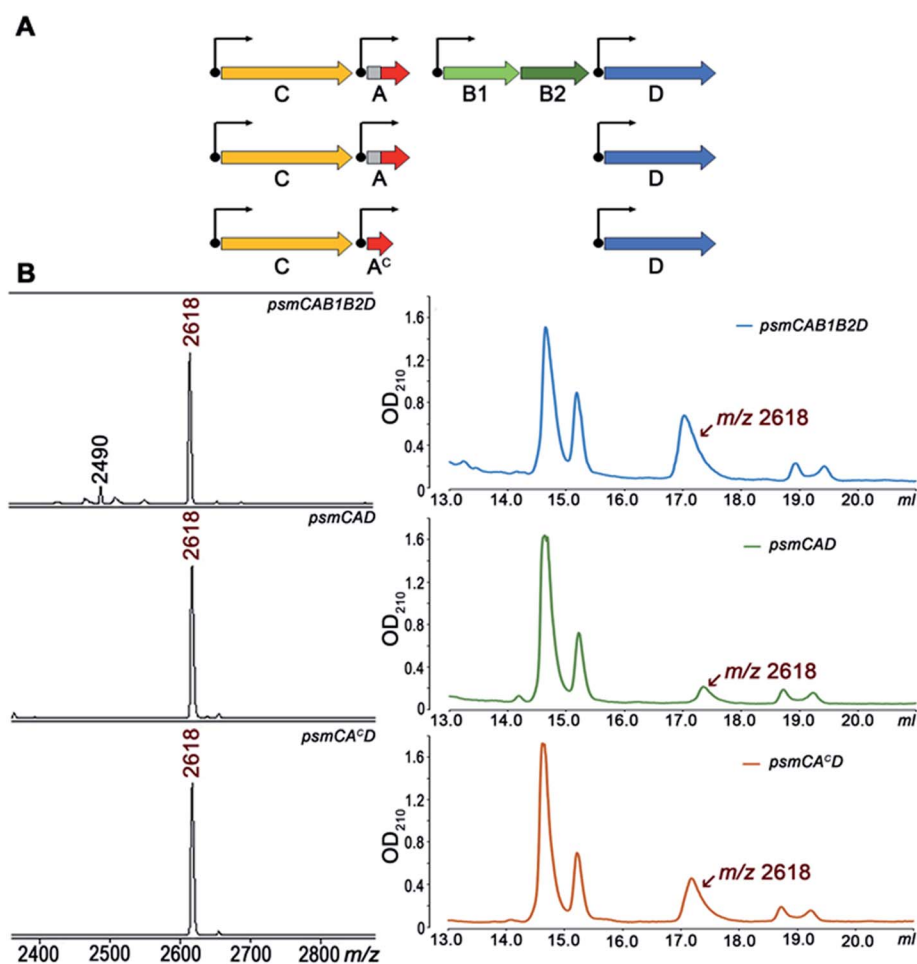 A
C A B1 B2 D
C A D
C Aᶜ D
B
psmCAB1B2D
2618
2490
psmCAD
2618
psmCAᶜD
2618
2400 2500 2600 2700 2800 m/z
OD₂₁₀
1.6
1.2
0.8
0.4
0
psmCAB1B2D
m/z 2618
13.0 14.0 15.0 16.0 17.0 18.0 19.0 20.0 ml
OD₂₁₀
1.6
1.2
0.8
0.4
0
psmCAD
m/z 2618
13.0 14.0 15.0 16.0 17.0 18.0 19.0 20.0 ml
OD₂₁₀
1.6
1.2
0.8
0.4
0
psmCAᶜD
m/z 2618
13.0 14.0 15.0 16.0 17.0 18.0 19.0 20.0 ml